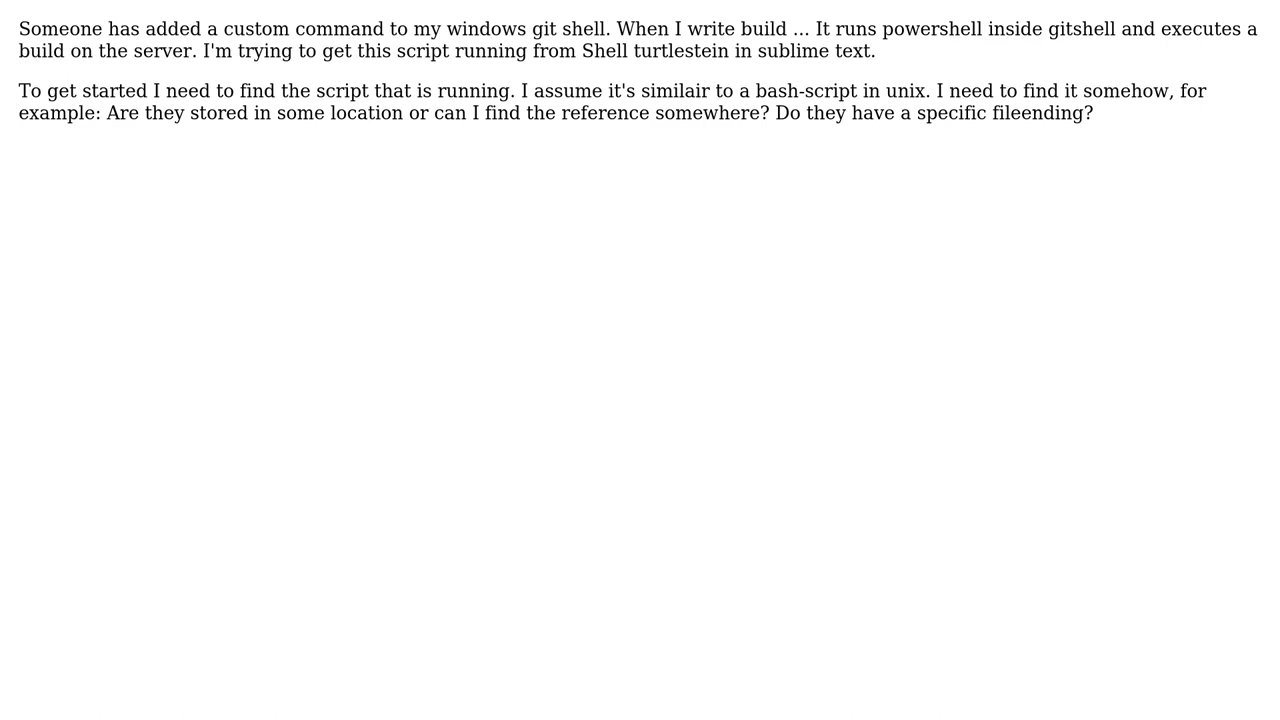 Someone has added a custom command to my windows git shell. When I write build ... It runs powershell inside gitshell and executes a
build on the server. I'm trying to get this script running from Shell turtlestein in sublime text.
To get started I need to find the script that is running. I assume it's similair to a bash-script in unix. I need to find it somehow, for
example: Are they stored in some location or can I find the reference somewhere? Do they have a specific fileending?